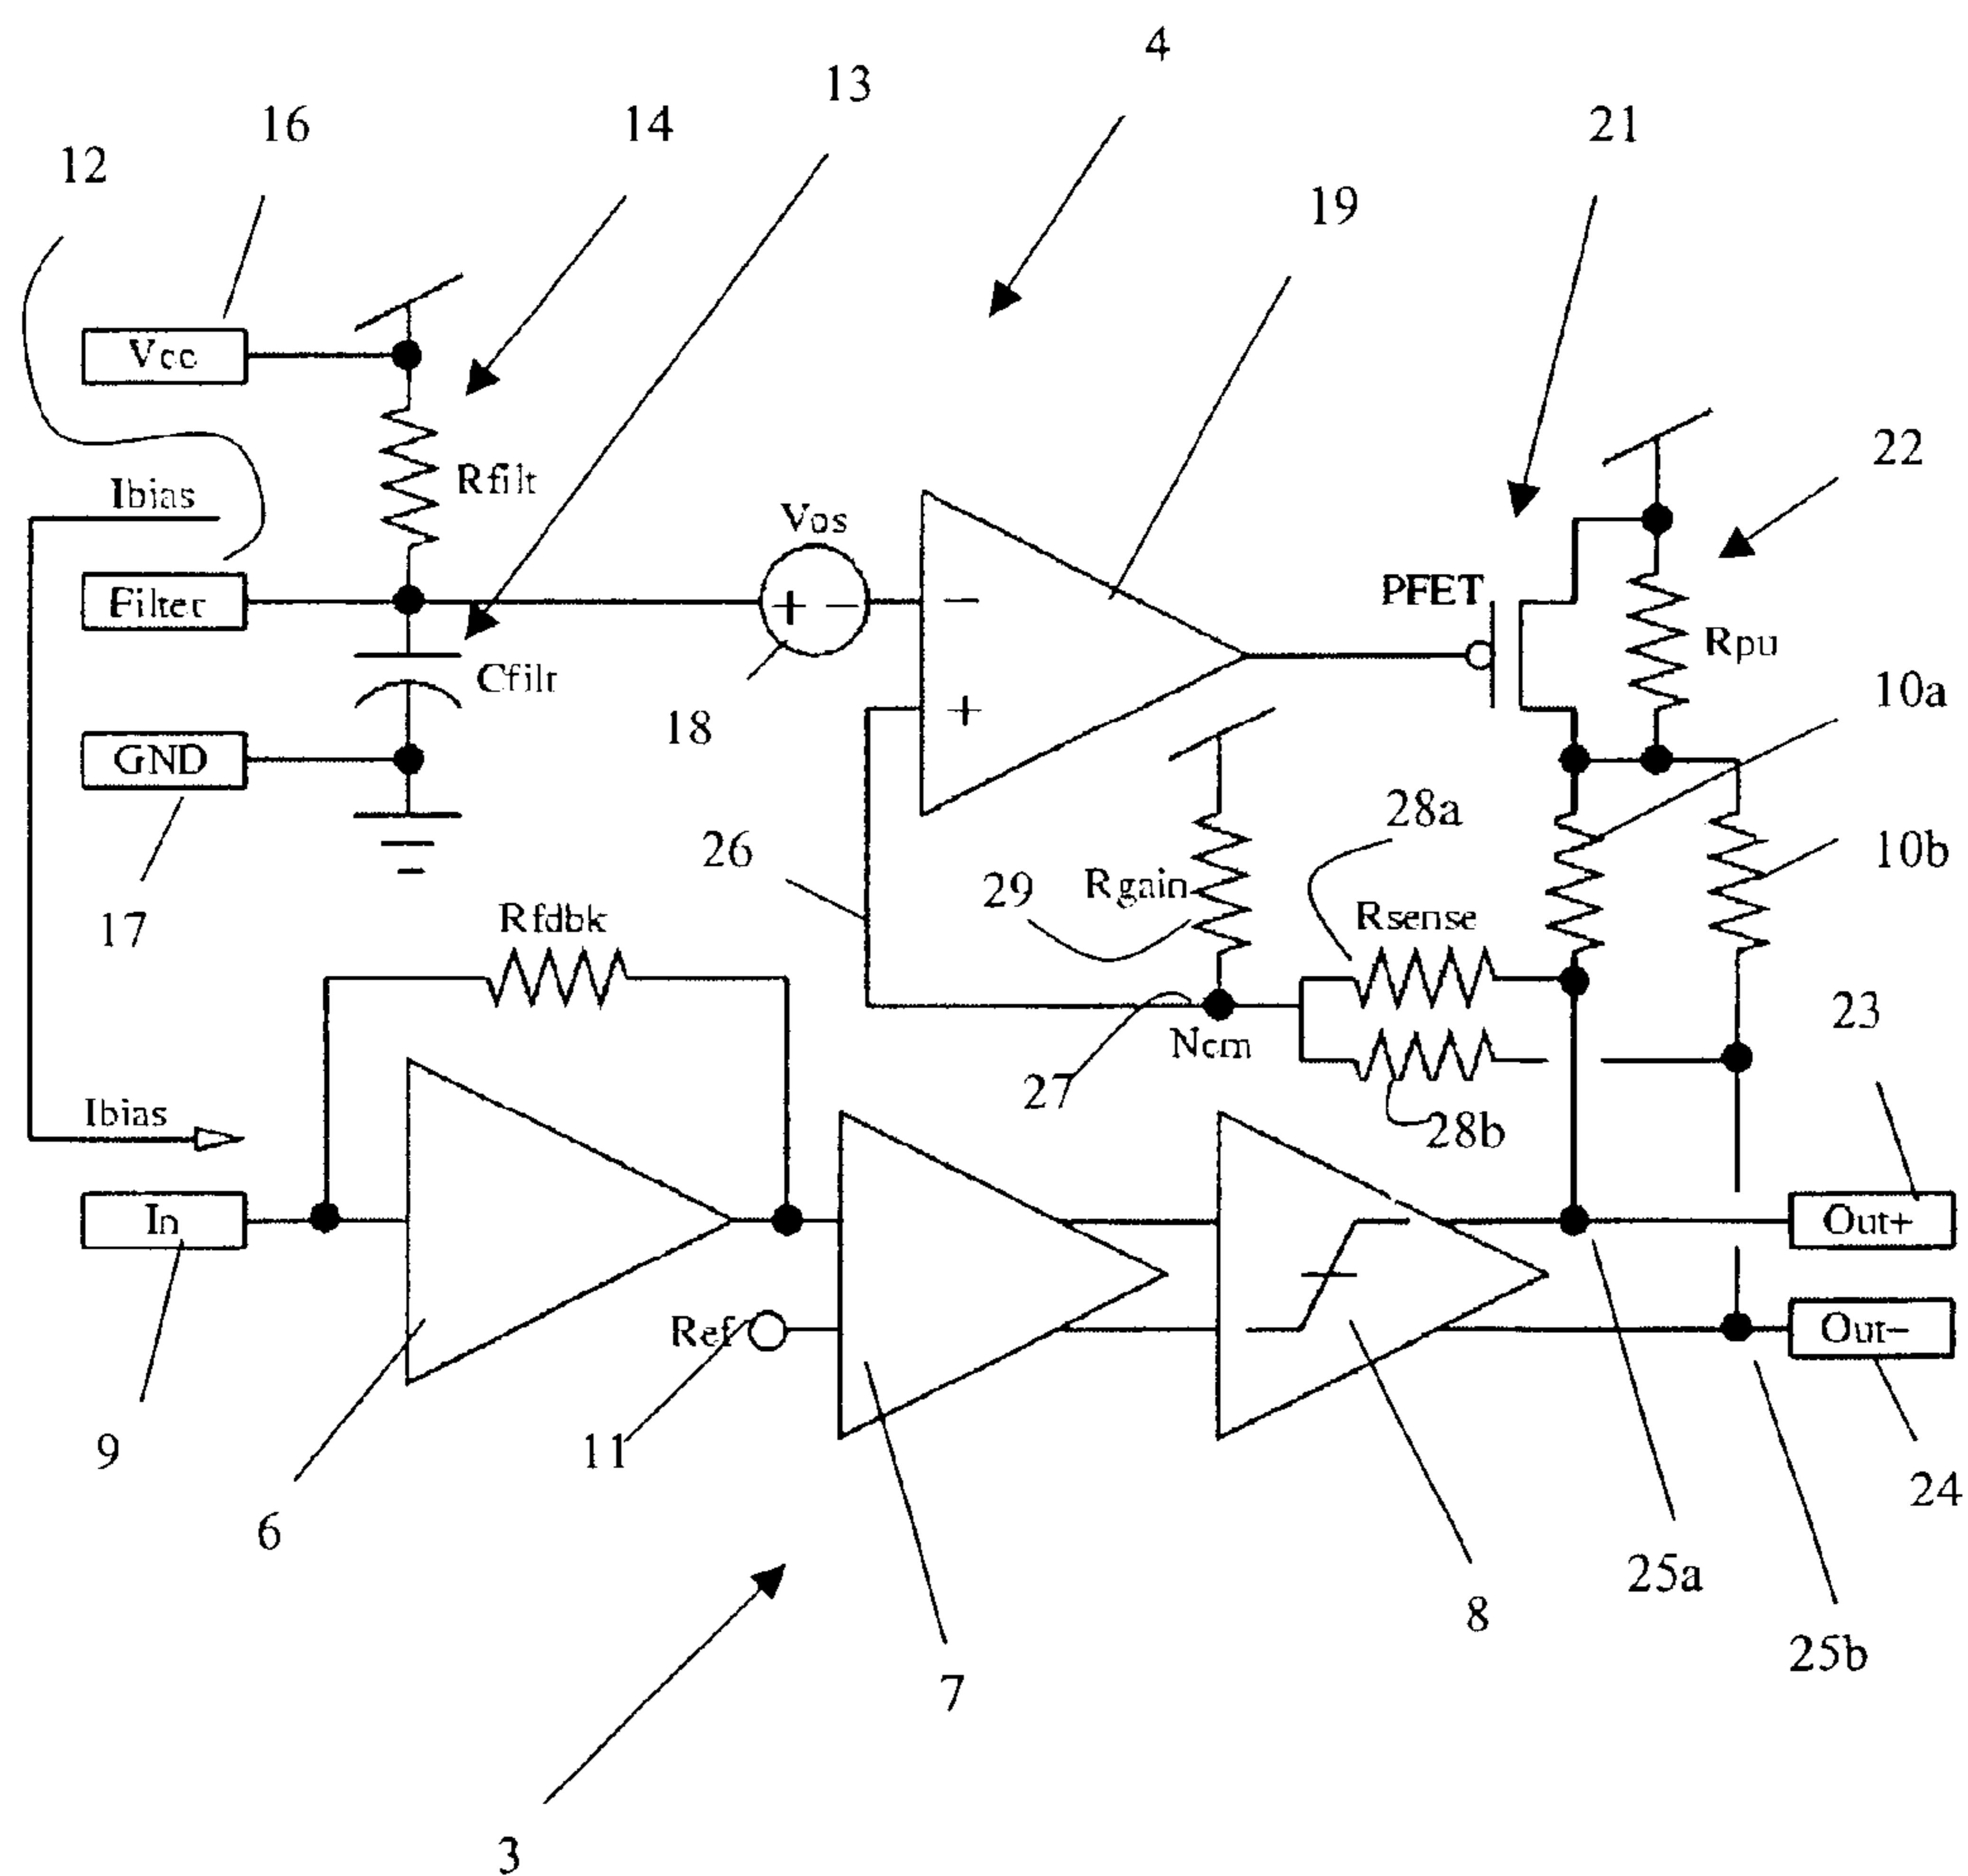 4
13
16
14
21
12
19
22
Vcc
Rfilt
Ibias
Vos
PFET
Filter
−
+ −
Rpu
Cfilt
10a
18
+
GND
28a
26
10b
Rgain
29
17
Rfdbk
Rsense
23
Ncm
27
28b
Ibias
In
Out+
Ref
Out−
9
11
24
6
25a
8
25b
7
3